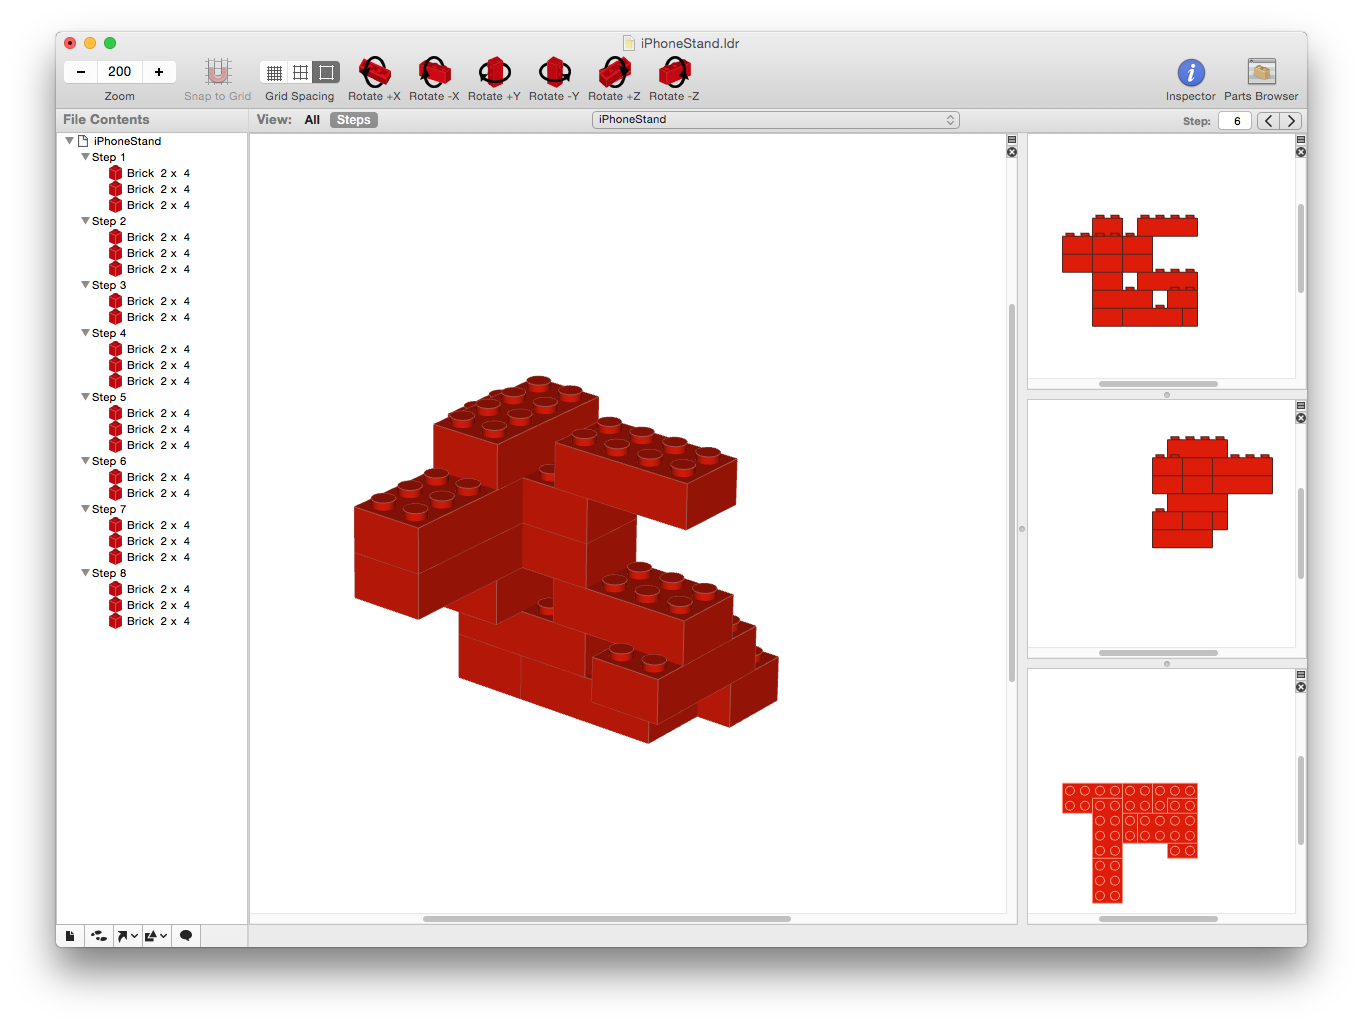 iPhoneStand.ldr
- 200 +
Zoom
Snap to Grid
Grid Spacing
Rotate +X
Rotate -X
Rotate +Y
Rotate -Y
Rotate +Z
Rotate -Z
Inspector
Parts Browser
File Contents
View: All Steps
iPhoneStand
Step: 6
iPhoneStand
Step 1
Brick 2 x 4
Brick 2 x 4
Brick 2 x 4
Step 2
Brick 2 x 4
Brick 2 x 4
Brick 2 x 4
Step 3
Brick 2 x 4
Brick 2 x 4
Step 4
Brick 2 x 4
Brick 2 x 4
Brick 2 x 4
Step 5
Brick 2 x 4
Brick 2 x 4
Brick 2 x 4
Step 6
Brick 2 x 4
Brick 2 x 4
Step 7
Brick 2 x 4
Brick 2 x 4
Brick 2 x 4
Step 8
Brick 2 x 4
Brick 2 x 4
Brick 2 x 4